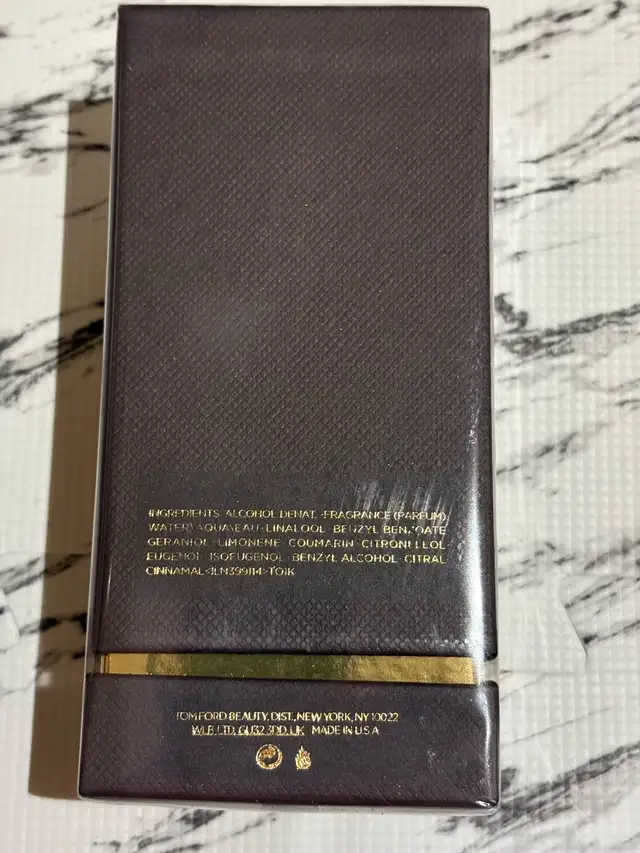 INGREDIENTS: ALCOHOL DENAT. · FRAGRANCE (PARFUM)
WATER\AQUA\EAU · LINALOOL · BENZYL BENZOATE
GERANIOL · LIMONENE · COUMARIN · CITRONELLOL
EUGENOL · ISOEUGENOL · BENZYL ALCOHOL · CITRAL
CINNAMAL <ILN39914> TOIK
TOM FORD BEAUTY, DIST., NEW YORK, NY 10022
WLB LTD, GU32 3DD, UK MADE IN U.S.A.